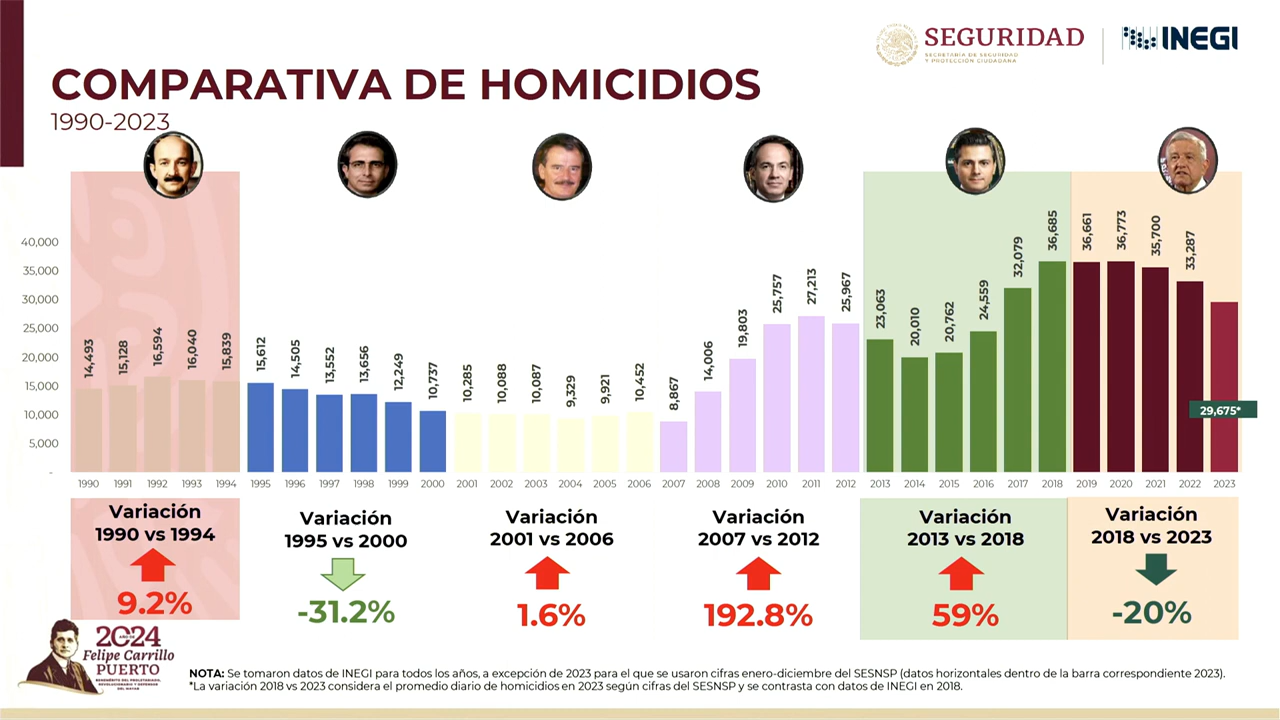 SEGURIDAD
SECRETARÍA DE SEGURIDAD
Y PROTECCIÓN CIUDADANA
INEGI
COMPARATIVA DE HOMICIDIOS
1990-2023
40,000
35,000
30,000
25,000
20,000
15,000
10,000
5,000
-
14,493
15,128
16,594
16,040
15,839
15,612
14,505
13,552
13,656
12,249
10,737
10,285
10,088
10,087
9,329
9,921
10,452
8,867
14,006
19,803
25,757
27,213
25,967
23,063
20,010
20,762
24,559
32,079
36,685
36,661
36,773
35,700
33,287
29,675*
1990 1991 1992 1993 1994 1995 1996 1997 1998 1999 2000 2001 2002 2003 2004 2005 2006 2007 2008 2009 2010 2011 2012 2013 2014 2015 2016 2017 2018 2019 2020 2021 2022 2023
Variación
1990 vs 1994
9.2%
Variación
1995 vs 2000
-31.2%
Variación
2001 vs 2006
1.6%
Variación
2007 vs 2012
192.8%
Variación
2013 vs 2018
59%
Variación
2018 vs 2023
-20%
2024
AÑO DE
Felipe Carrillo
PUERTO
BENEMÉRITO DEL PROLETARIADO,
REVOLUCIONARIO Y DEFENSOR
DEL MAYAB
NOTA: Se tomaron datos de INEGI para todos los años, a excepción de 2023 para el que se usaron cifras enero-diciembre del SESNSP (datos horizontales dentro de la barra correspondiente 2023).
*La variación 2018 vs 2023 considera el promedio diario de homicidios en 2023 según cifras del SESNSP y se contrasta con datos de INEGI en 2018.